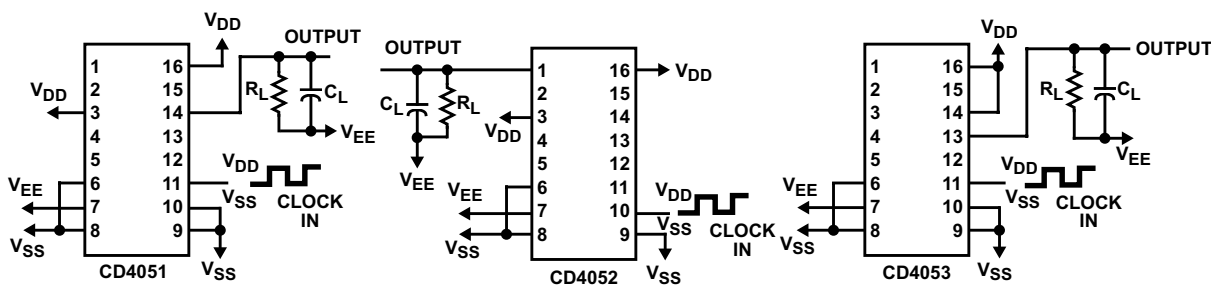 VDD
OUTPUT
1
2
3
4
5
6
7
8
16
15
14
13
12
11
10
9
VDD
RL
CL
VEE
VEE
VSS
VDD
VSS
CLOCK
IN
VSS
CD4051
OUTPUT
CL
RL
VEE
VDD
1
2
3
4
5
6
7
8
16
15
14
13
12
11
10
9
VDD
VEE
VSS
VDD
VSS
CLOCK
IN
VSS
CD4052
VDD
OUTPUT
1
2
3
4
5
6
7
8
16
15
14
13
12
11
10
9
RL
CL
VEE
VEE
VSS
VDD
VSS
CLOCK
IN
VSS
CD4053